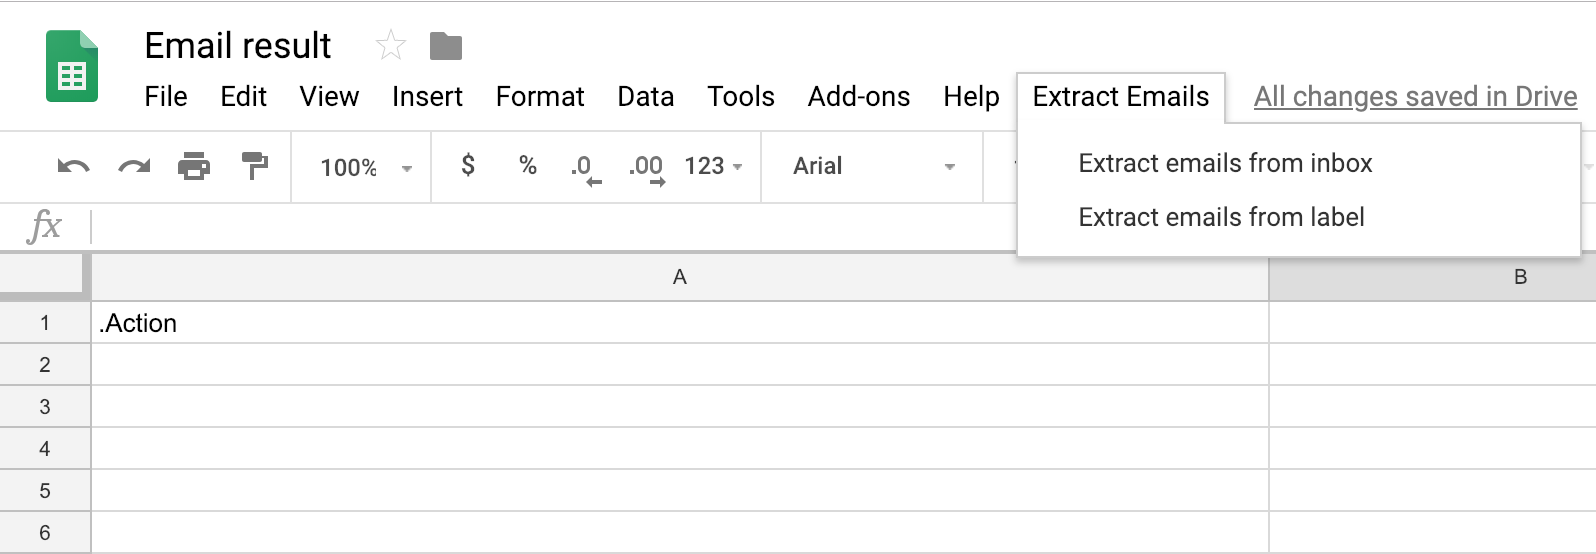 Email result
File Edit View Insert Format Data Tools Add-ons Help Extract Emails All changes saved in Drive
100% $ % .0 .00 123 Arial
Extract emails from inbox
Extract emails from label
fx
A B
1 .Action
2
3
4
5
6